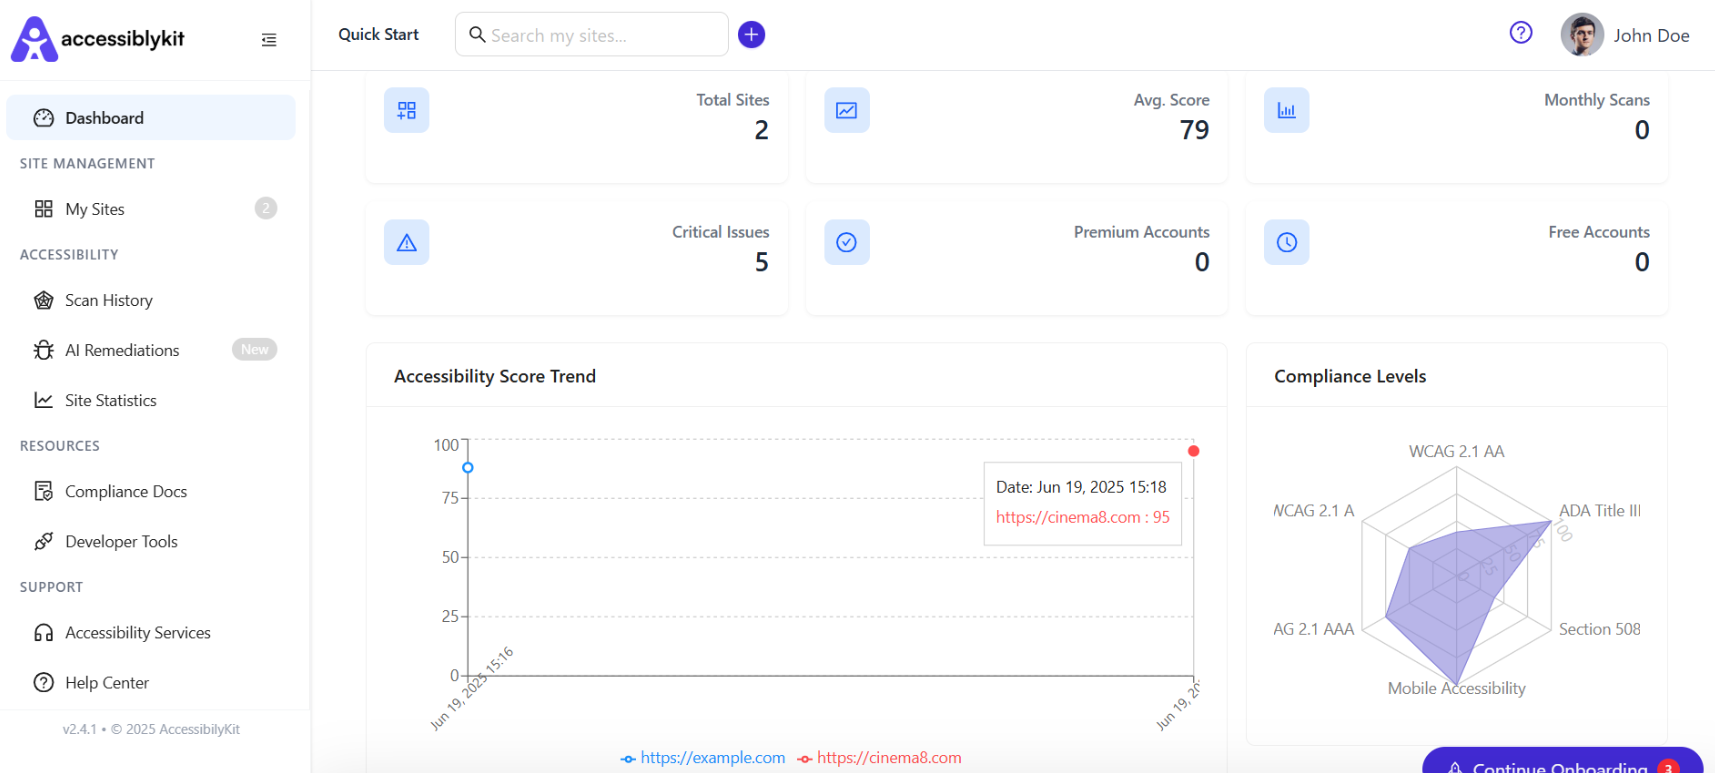 accessiblykit
Quick Start
Search my sites...
John Doe
Dashboard
SITE MANAGEMENT
My Sites
2
ACCESSIBILITY
Scan History
AI Remediations
New
Site Statistics
RESOURCES
Compliance Docs
Developer Tools
SUPPORT
Accessibility Services
Help Center
v2.4.1 • © 2025 AccessibilyKit
Total Sites
2
Avg. Score
79
Monthly Scans
0
Critical Issues
5
Premium Accounts
0
Free Accounts
0
Accessibility Score Trend
100
75
50
25
0
Date: Jun 19, 2025 15:18
https://cinema8.com : 95
Jun 19, 2025 15:16
Jun 19, 20
https://example.com
https://cinema8.com
Compliance Levels
WCAG 2.1 AA
WCAG 2.1 A
ADA Title III
100
75
50
25
0
AG 2.1 AAA
Section 508
Mobile Accessibility
Continue Onboarding
3